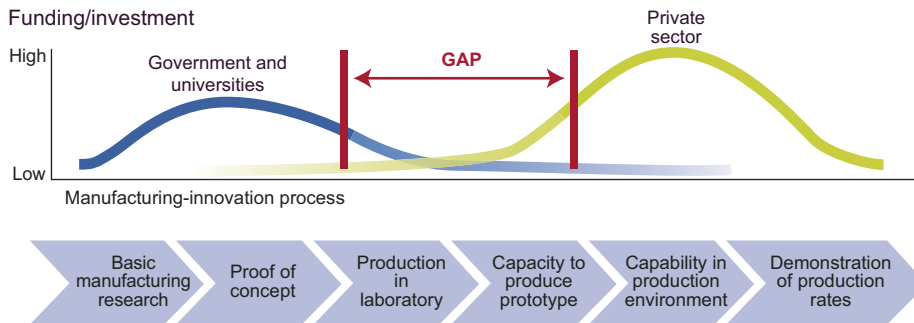 Funding/investment
Private
sector
High
Government and
universities
GAP
Low
Manufacturing-innovation process
Basic
manufacturing
research
Proof of
concept
Production
in
laboratory
Capacity to
produce
prototype
Capability in
production
environment
Demonstration
of production
rates